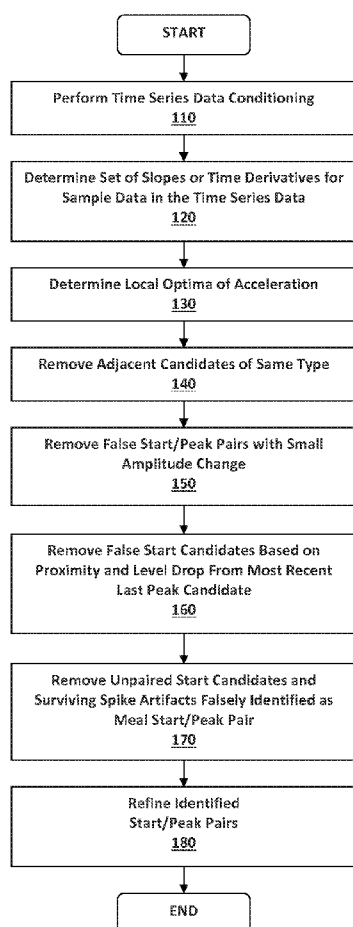 START
Perform Time Series Data Conditioning
110
Determine Set of Slopes or Time Derivatives for
Sample Data in the Time Series Data
120
Determine Local Optima of Acceleration
130
Remove Adjacent Candidates of Same Type
140
Remove False Start/Peak Pairs with Small
Amplitude Change
150
Remove False Start Candidates Based on
Proximity and Level Drop From Most Recent
Last Peak Candidate
160
Remove Unpaired Start Candidates and
Surviving Spike Artifacts Falsely Identified as
Meal Start/Peak Pair
170
Refine Identified
Start/Peak Pairs
180
END